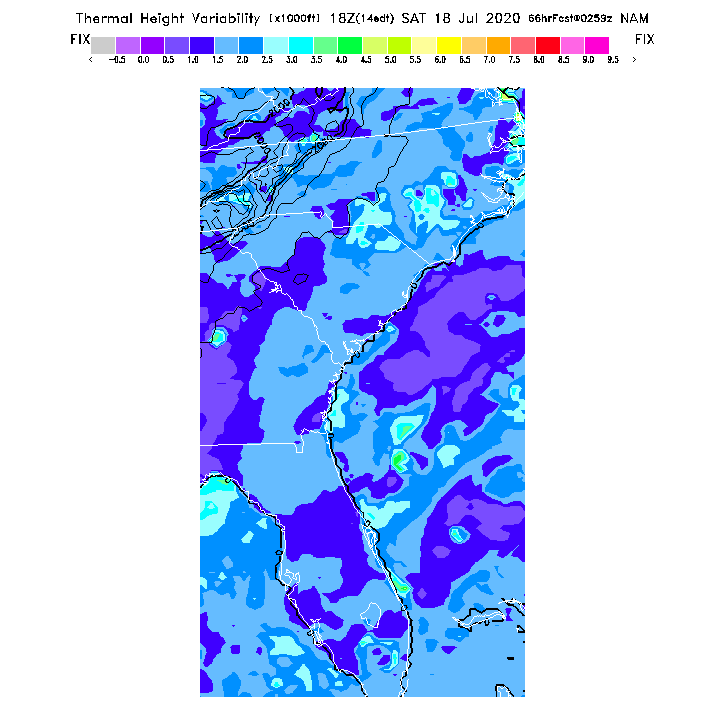 Thermal Height Variability [x1000ft] 18Z(14edt) SAT 18 Jul 2020 66hrFcst@0259z NAM
FIX FIX
< -0.5 0.0 0.5 1.0 1.5 2.0 2.5 3.0 3.5 4.0 4.5 5.0 5.5 6.0 6.5 7.0 7.5 8.0 8.5 9.0 9.5 >